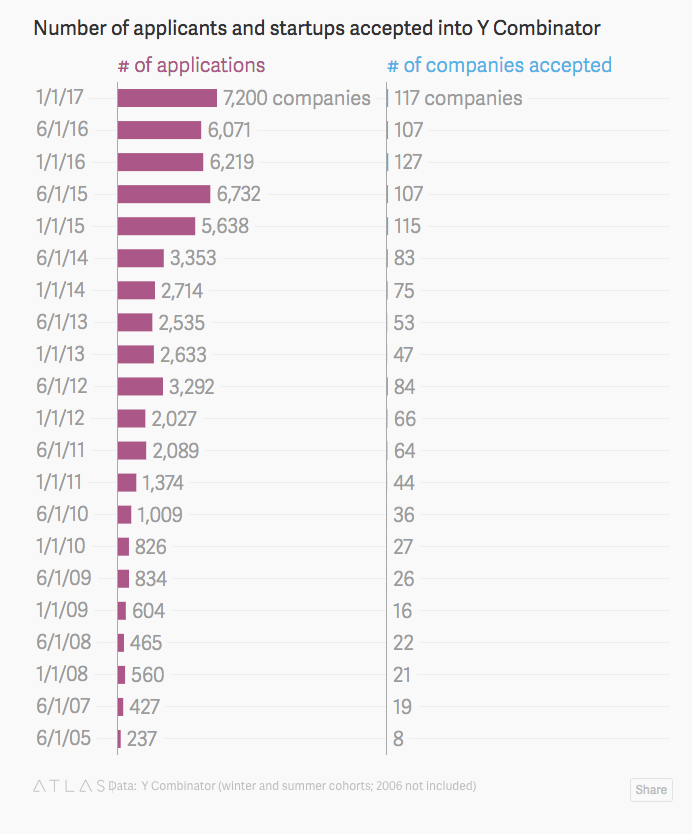 Number of applicants and startups accepted into Y Combinator
# of applications # of companies accepted
1/1/17 7,200 companies 117 companies
6/1/16 6,071 107
1/1/16 6,219 127
6/1/15 6,732 107
1/1/15 5,638 115
6/1/14 3,353 83
1/1/14 2,714 75
6/1/13 2,535 53
1/1/13 2,633 47
6/1/12 3,292 84
1/1/12 2,027 66
6/1/11 2,089 64
1/1/11 1,374 44
6/1/10 1,009 36
1/1/10 826 27
6/1/09 834 26
1/1/09 604 16
6/1/08 465 22
1/1/08 560 21
6/1/07 427 19
6/1/05 237 8
ATLAS Data: Y Combinator (winter and summer cohorts; 2006 not included) Share